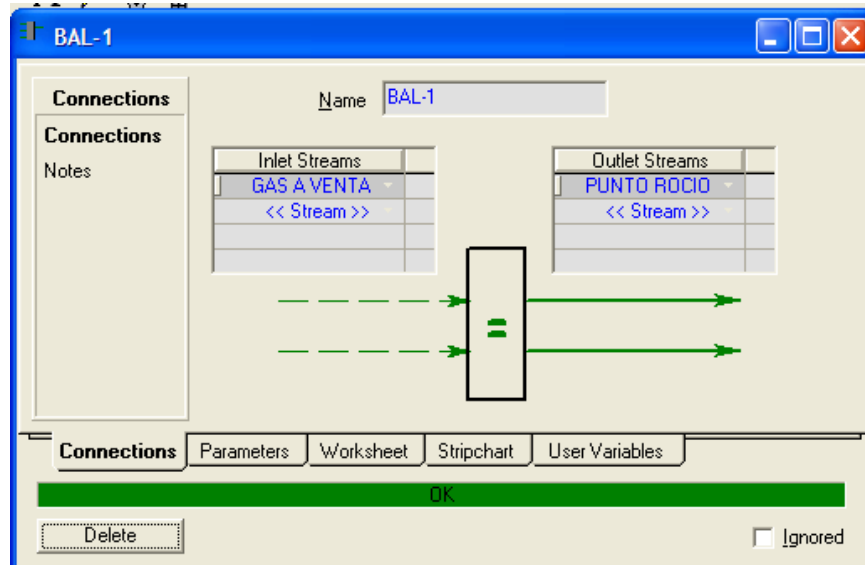 BAL-1
Connections
Name BAL-1
Connections
Notes
Inlet Streams
GAS A VENTA
<< Stream >>
Outlet Streams
PUNTO ROCIO
<< Stream >>
=
Connections Parameters Worksheet Stripchart User Variables
OK
Delete
Ignored